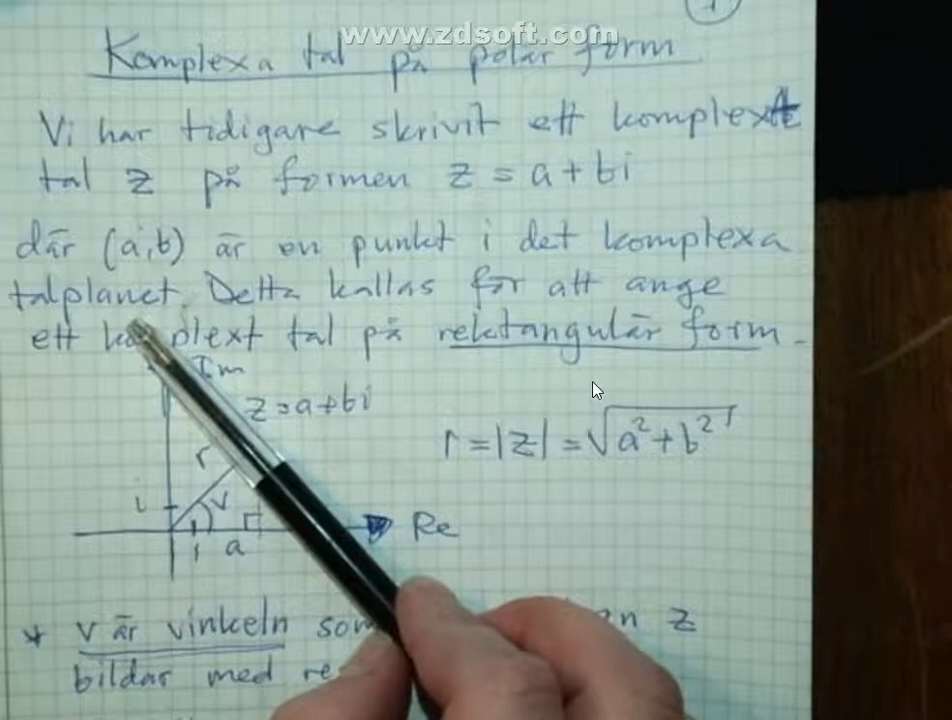 www.zdsoft.com
1
Komplexa tal på polär form
Vi har tidigare skrivit ett komplext
tal z på formen z = a + bi
där (a,b) är en punkt i det komplexa
talplanet. Detta kallas för att ange
ett komplext tal på rektangulär form.
Im
z = a + bi
r = |z| = √a²+b²
r
i
v
1
a
Re
* v är vinkeln som z
bildar med